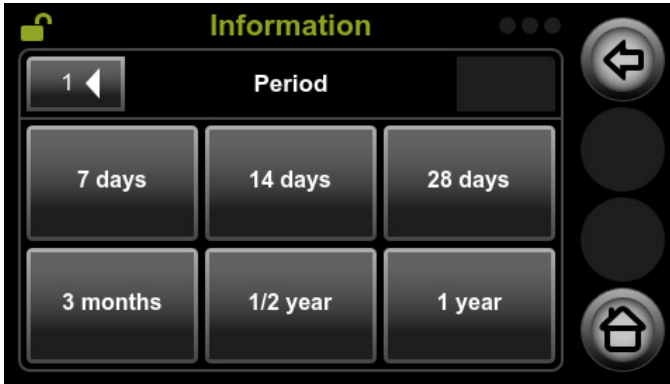 Information
1 Period
7 days 14 days 28 days
3 months 1/2 year 1 year